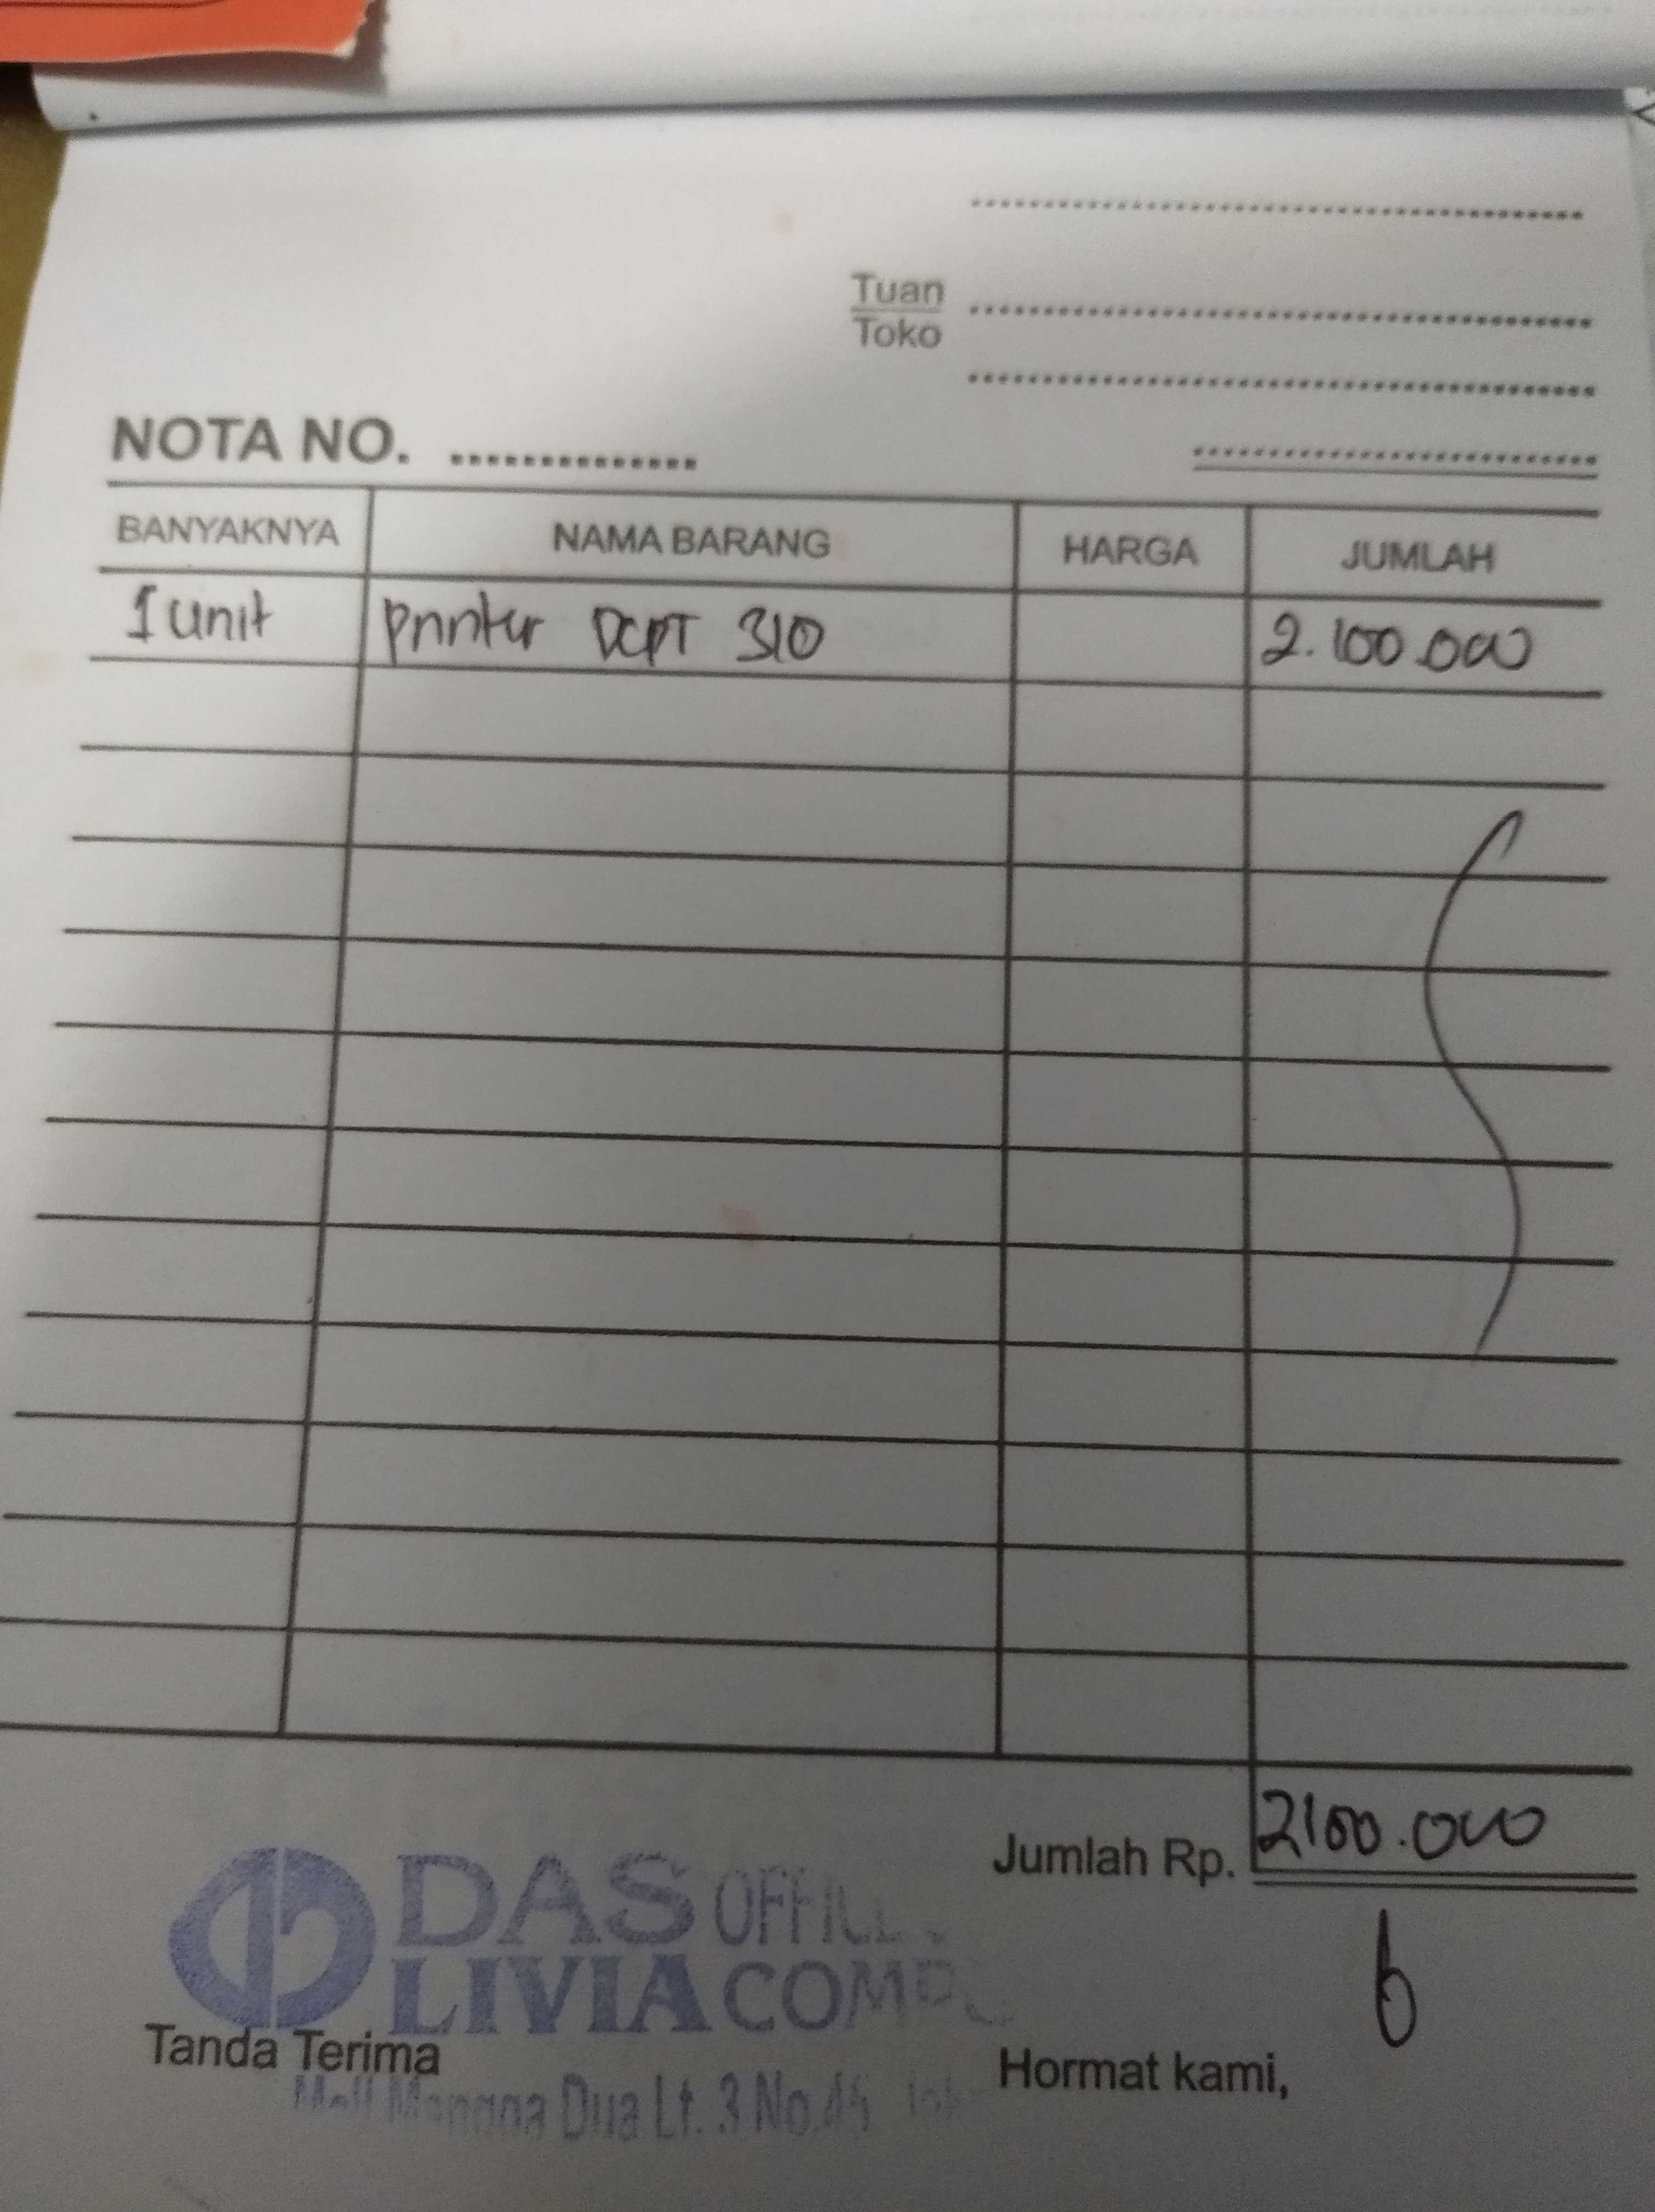 Tuan
Toko
NOTA NO.
BANYAKNYA NAMA BARANG HARGA JUMLAH
1 unit printer DCPT 310 2.100.000
Jumlah Rp. 2100.000
DAS
LIVIA
Tanda Terima Hormat kami,
Dua Lt. 3 No.